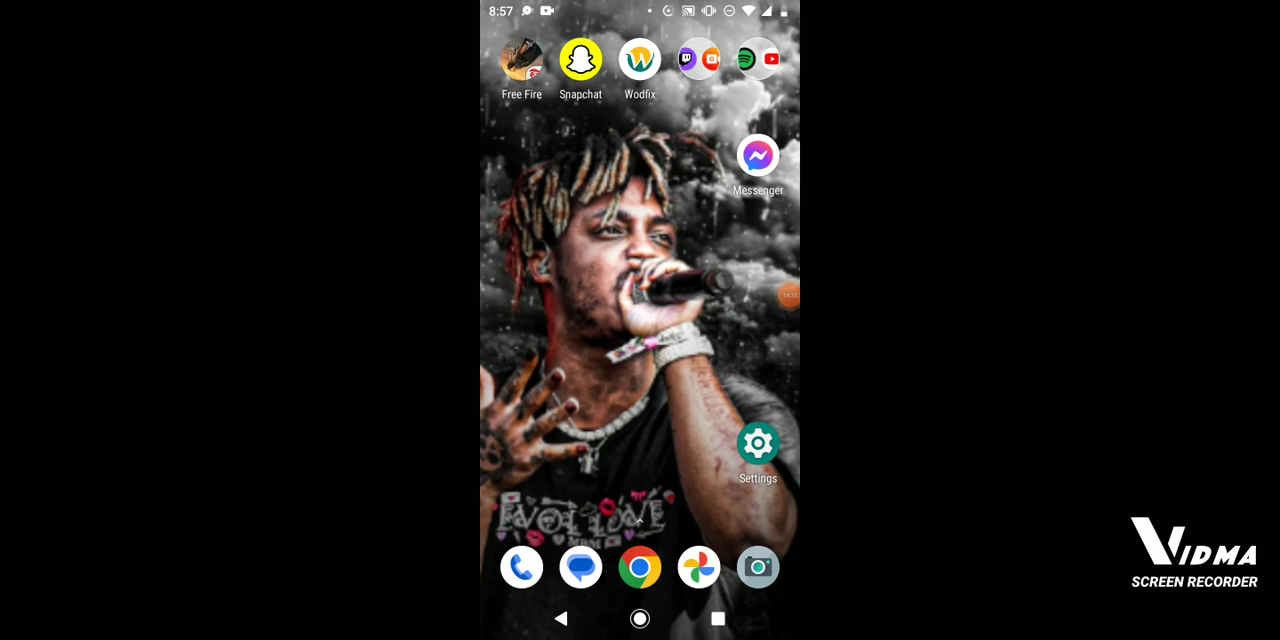 8:57
Free Fire
Snapchat
Wodfix
Messenger
Settings
VIDMA
SCREEN RECORDER